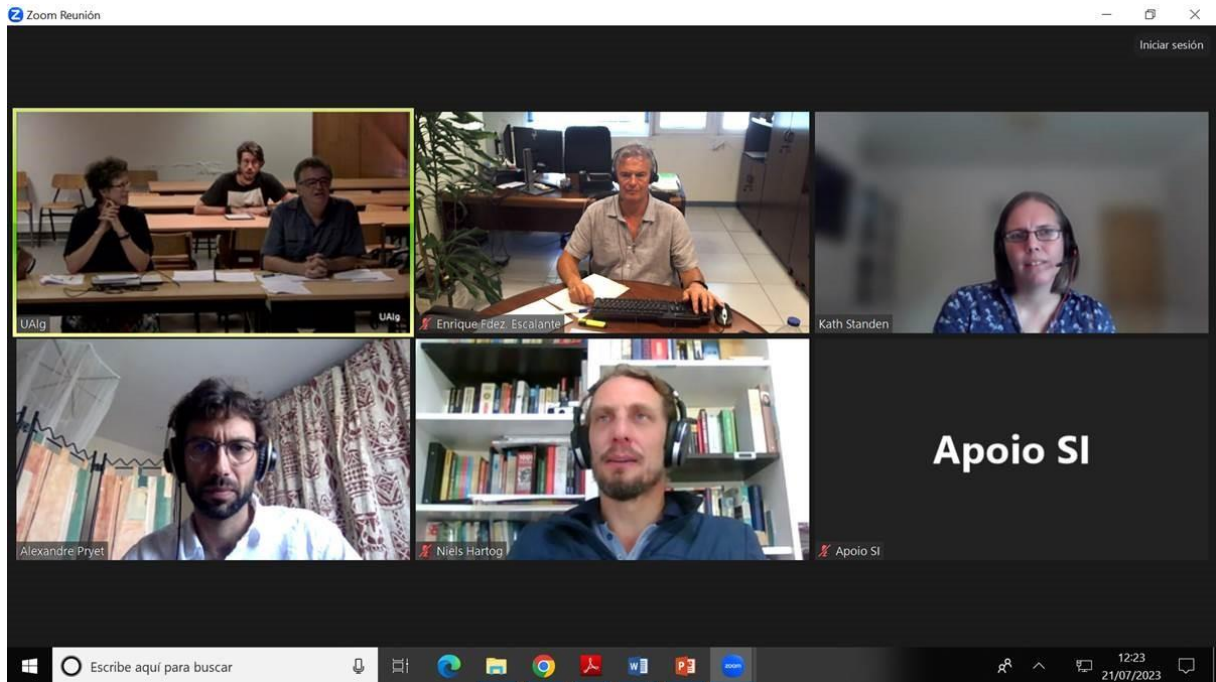 Zoom Reunión
Iniciar sesión
UAlg
UAlg
Enrique Fdez. Escalante
Kath Standen
Alexandre Pryet
Niels Hartog
Apoio SI
Apoio SI
Escribe aquí para buscar
zoom
12:23
21/07/2023